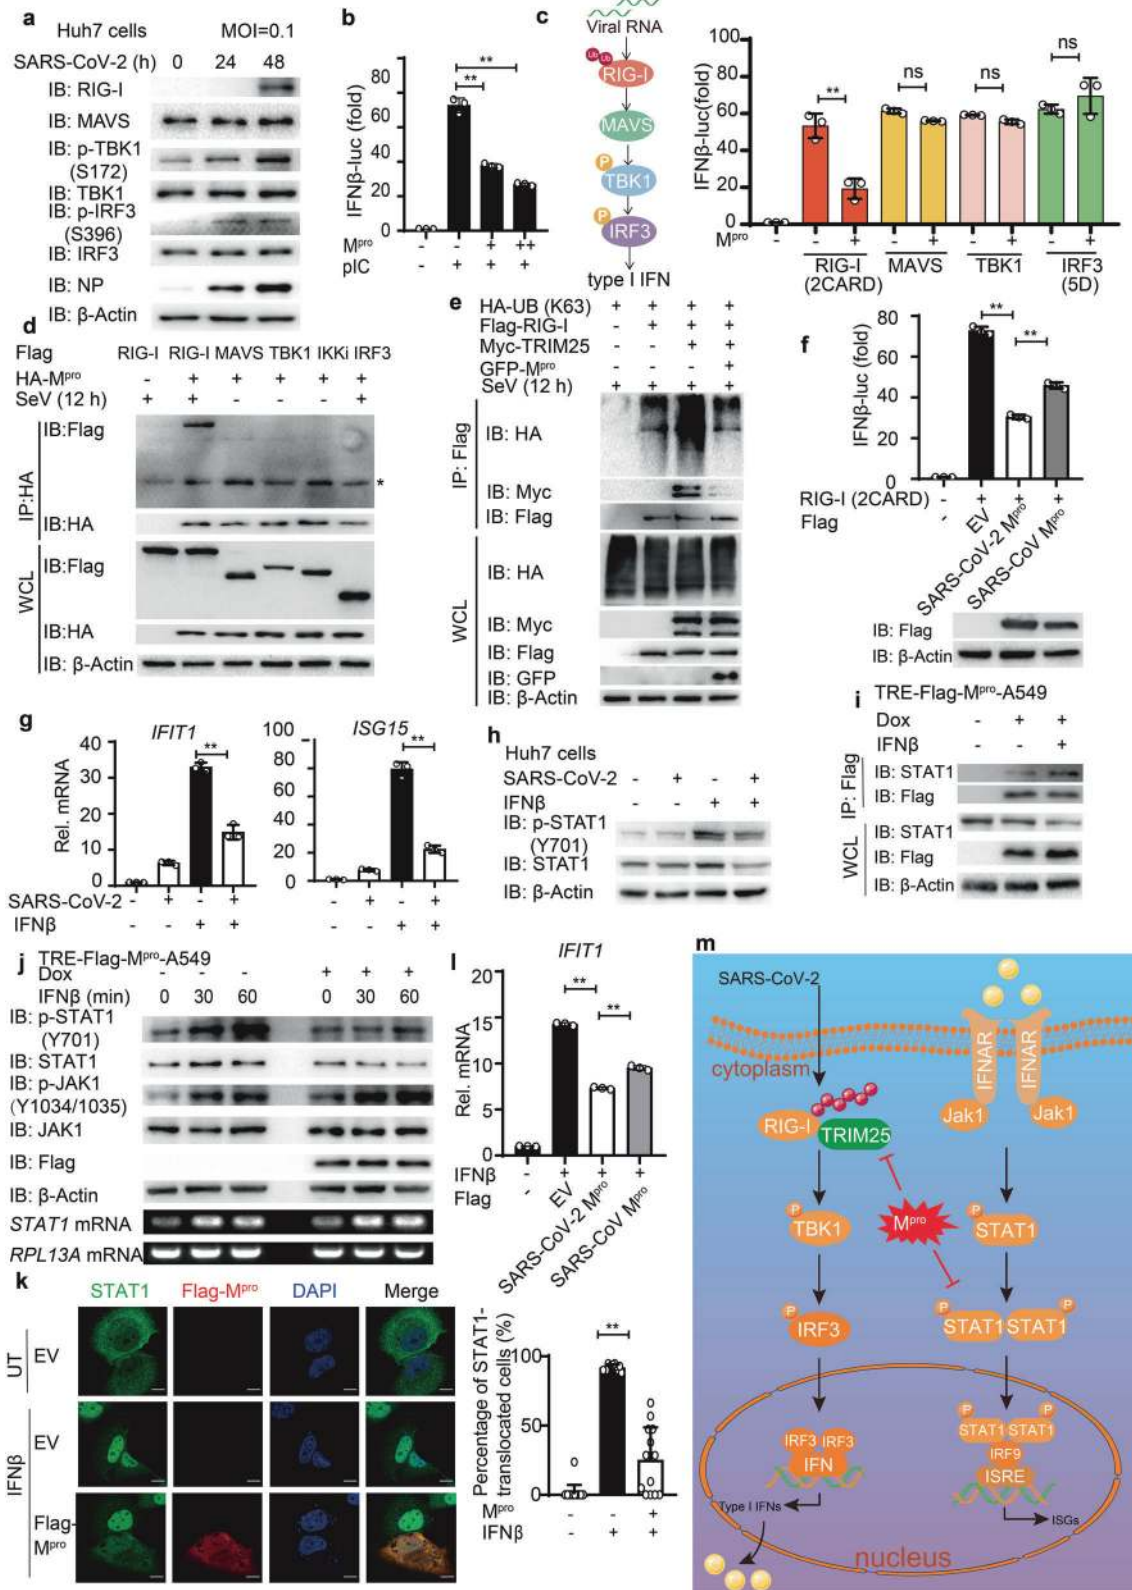 a
Huh7 cells MOI=0.1
SARS-CoV-2 (h) 0 24 48
IB: RIG-I
IB: MAVS
IB: p-TBK1
(S172)
IB: TBK1
IB: p-IRF3
(S396)
IB: IRF3
IB: NP
IB: β-Actin
b
IFNβ-luc (fold)
80
60
40
20
0
** **
Mpro - - + ++
pIC - + + +
c
Viral RNA
Ub Ub
RIG-I
MAVS
P
TBK1
P
IRF3
type I IFN
IFNβ-luc(fold)
100
80
60
40
20
0
** ns ns ns
Mpro - - + - + - + - +
RIG-I MAVS TBK1 IRF3
(2CARD) (5D)
d
Flag RIG-I RIG-I MAVS TBK1 IKKi IRF3
HA-Mpro - + + + + +
SeV (12 h) + + - - - +
IP:HA
IB:Flag
*
IB:HA
WCL
IB:Flag
IB:HA
IB: β-Actin
e
HA-UB (K63) + + + +
Flag-RIG-I - + + +
Myc-TRIM25 - - + +
GFP-Mpro - - - +
SeV (12 h) + + + +
IP: Flag
IB: HA
IB: Myc
IB: Flag
WCL
IB: HA
IB: Myc
IB: Flag
IB: GFP
IB: β-Actin
f
IFNβ-luc (fold)
80
60
40
20
0
** **
RIG-I (2CARD) - + + +
Flag - EV SARS-CoV-2 Mpro SARS-CoV Mpro
IB: Flag
IB: β-Actin
g
IFIT1
Rel. mRNA
40
30
20
10
0
**
ISG15
100
80
60
40
20
0
**
SARS-CoV-2 - + - + - + - +
IFNβ - - + + - - + +
h
Huh7 cells
SARS-CoV-2 - + - +
IFNβ - - + +
IB: p-STAT1
(Y701)
IB: STAT1
IB: β-Actin
i
TRE-Flag-Mpro-A549
Dox - + +
IFNβ - - +
IP: Flag
IB: STAT1
IB: Flag
WCL
IB: STAT1
IB: Flag
IB: β-Actin
j
TRE-Flag-Mpro-A549
Dox - - - + + +
IFNβ (min) 0 30 60 0 30 60
IB: p-STAT1
(Y701)
IB: STAT1
IB: p-JAK1
(Y1034/1035)
IB: JAK1
IB: Flag
IB: β-Actin
STAT1 mRNA
RPL13A mRNA
l
IFIT1
Rel. mRNA
20
15
10
5
0
** **
IFNβ - + + +
Flag - EV SARS-CoV-2 Mpro SARS-CoV Mpro
k
STAT1 Flag-Mpro DAPI Merge
UT
EV
IFNβ
EV
Flag-
Mpro
Percentage of STAT1-
translocated cells (%)
100
50
0
**
Mpro - - +
IFNβ - + +
m
SARS-CoV-2
cytoplasm
IFNAR IFNAR
Jak1 Jak1
RIG-I
TRIM25
P
TBK1
Mpro
P
STAT1
P
IRF3
P P
STAT1 STAT1
IRF3 IRF3
IFN
P P
STAT1 STAT1
IRF9
ISRE
Type I IFNs
ISGs
nucleus